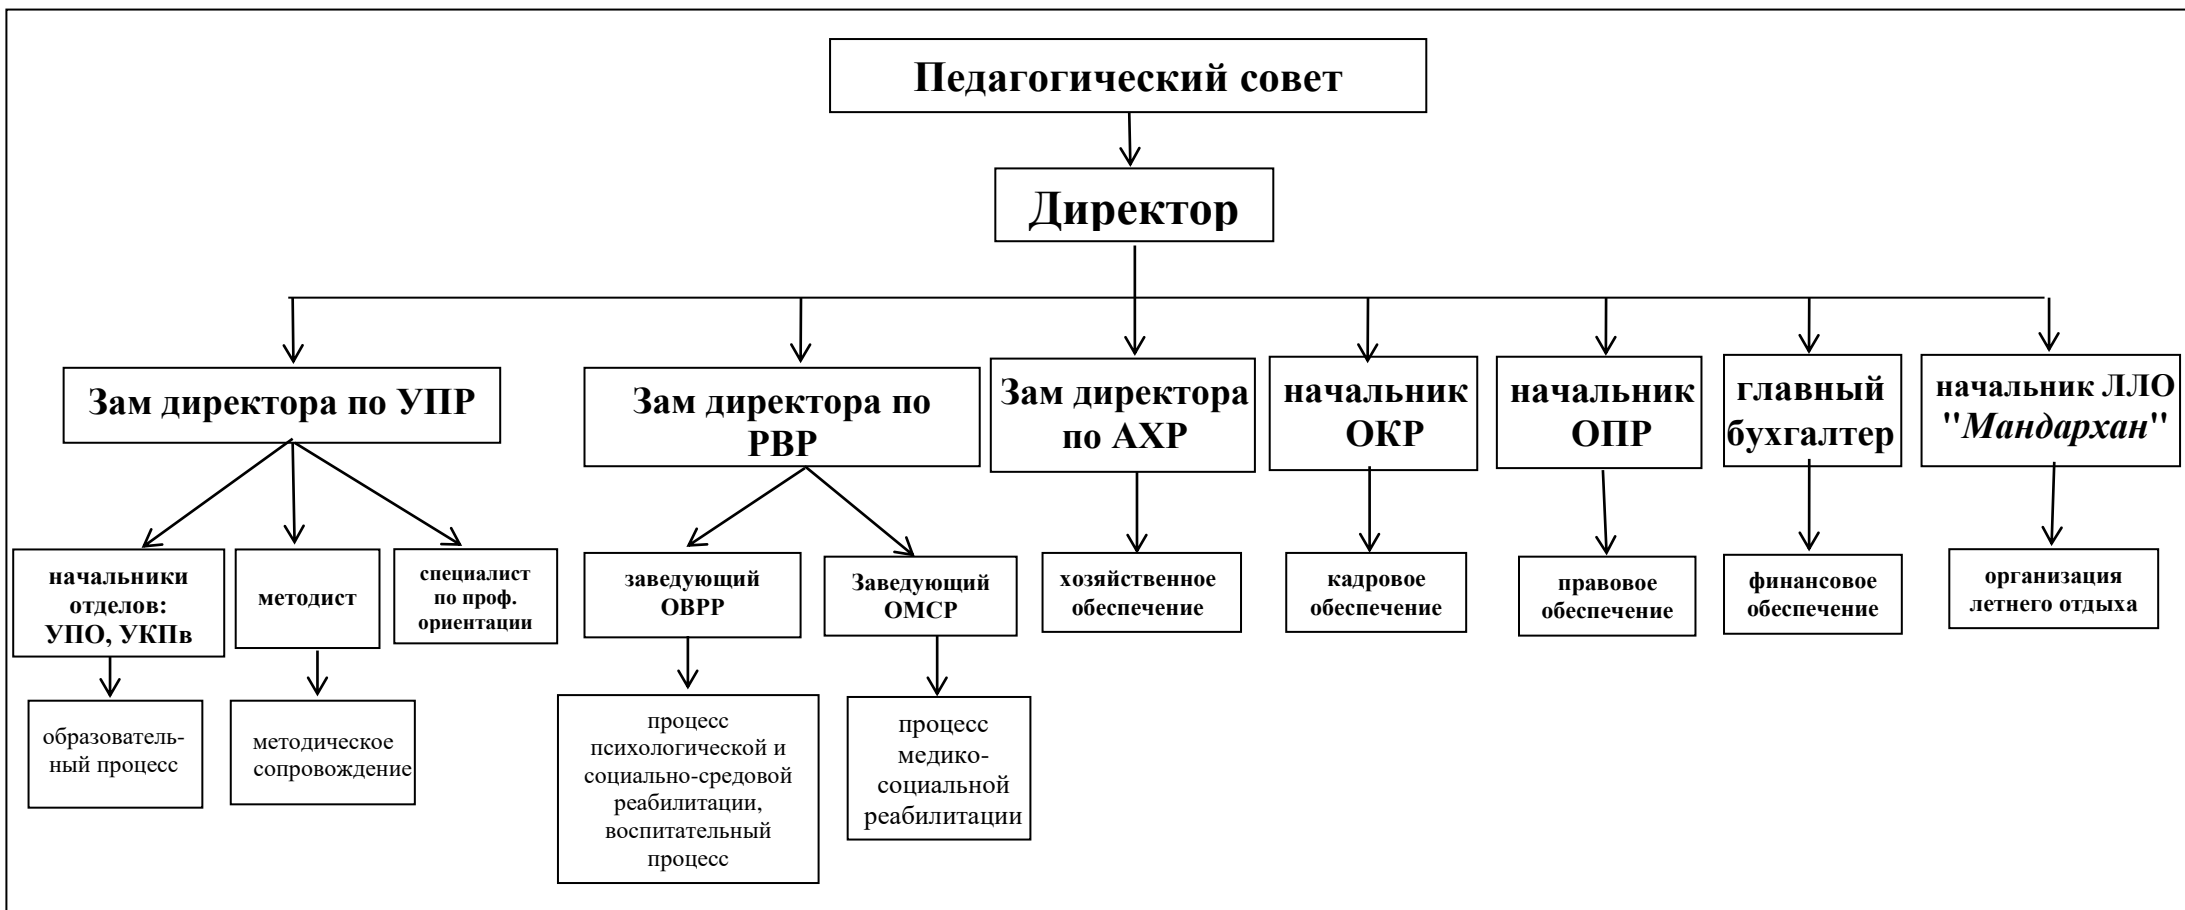 Педагогический совет
Директор
Зам директора по УПР
Зам директора по
РВР
Зам директора
по АХР
начальник
ОКР
начальник
ОПР
главный
бухгалтер
начальник ЛЛО
"Мандархан"
начальники
отделов:
УПО, УКПв
методист
специалист
по проф.
ориентации
заведующий
ОВРР
Заведующий
ОМСР
хозяйственное
обеспечение
кадровое
обеспечение
правовое
обеспечение
финансовое
обеспечение
организация
летнего отдыха
образователь-
ный процесс
методическое
сопровождение
процесс
психологической и
социально-средовой
реабилитации,
воспитательный
процесс
процесс
медико-
социальной
реабилитации